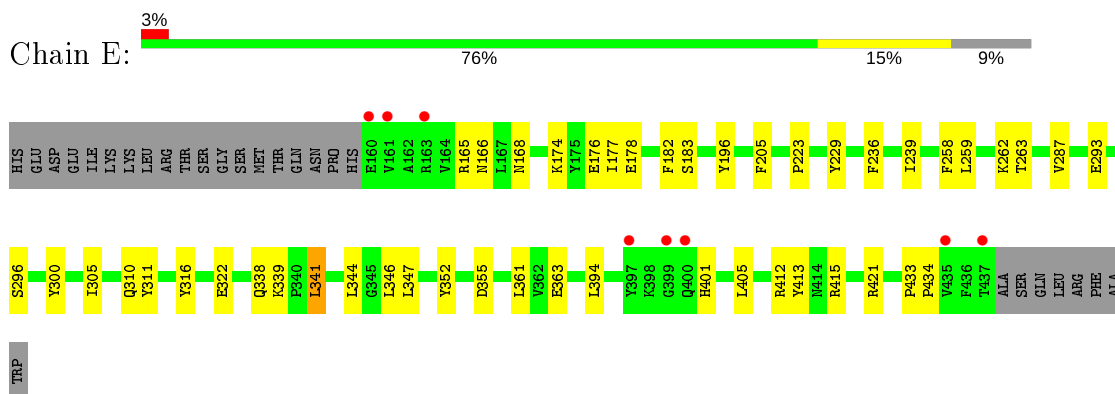 3%
Chain E:
76% 15% 9%
HIS GLU ASP GLU ILE LYS LYS LEU ARG THR SER GLY SER MET THR GLN ASN PRO HIS E160 V161 A162 R163 V164 R165 N166 L167 N168 K174 Y175 E176 I177 E178 F182 S183 Y196 F205 P223 Y229 F236 I239 F258 L259 K262 T263 V287 E293
S296 Y300 I305 Q310 Y311 Y316 E322 Q338 K339 P340 L341 L344 G345 L346 L347 Y352 D355 L361 V362 E363 L394 Y397 K398 G399 Q400 H401 L405 R412 Y413 N414 R415 R421 P433 P434 V435 F436 T437 ALA SER GLN LEU ARG PHE ALA
TRP